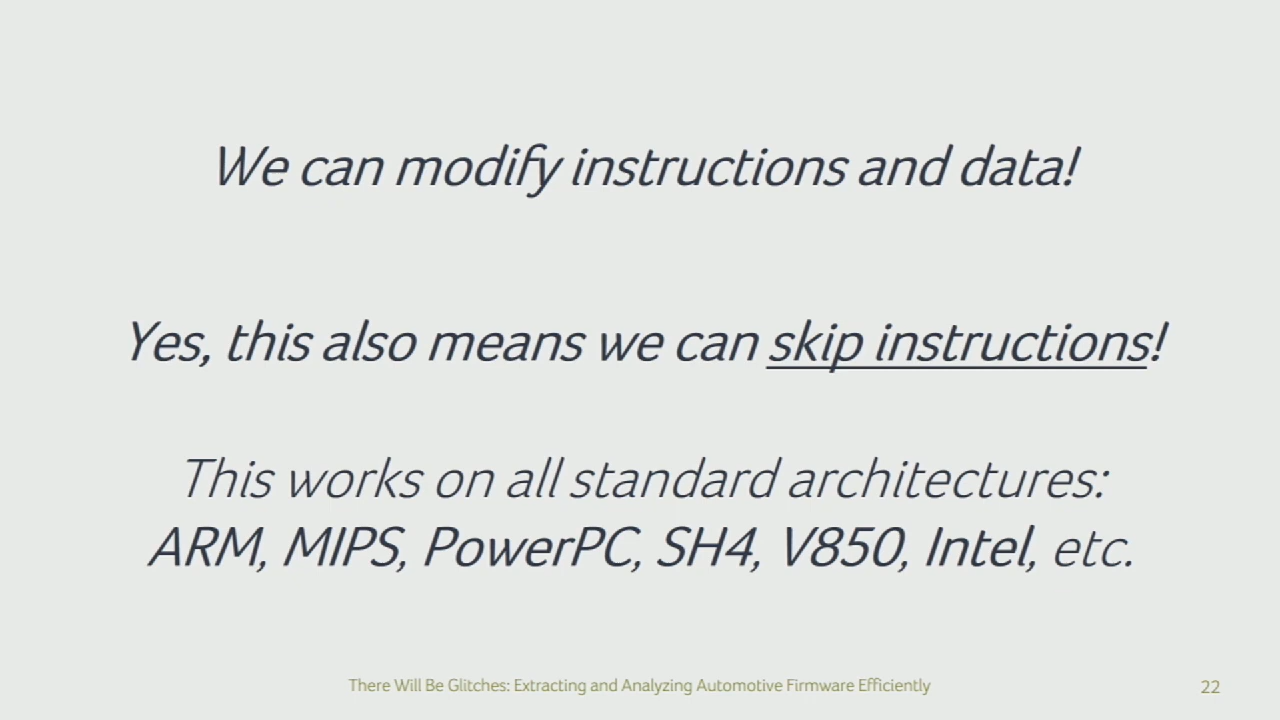 We can modify instructions and data!
Yes, this also means we can skip instructions!
This works on all standard architectures:
ARM, MIPS, PowerPC, SH4, V850, Intel, etc.
There Will Be Glitches: Extracting and Analyzing Automotive Firmware Efficiently
22